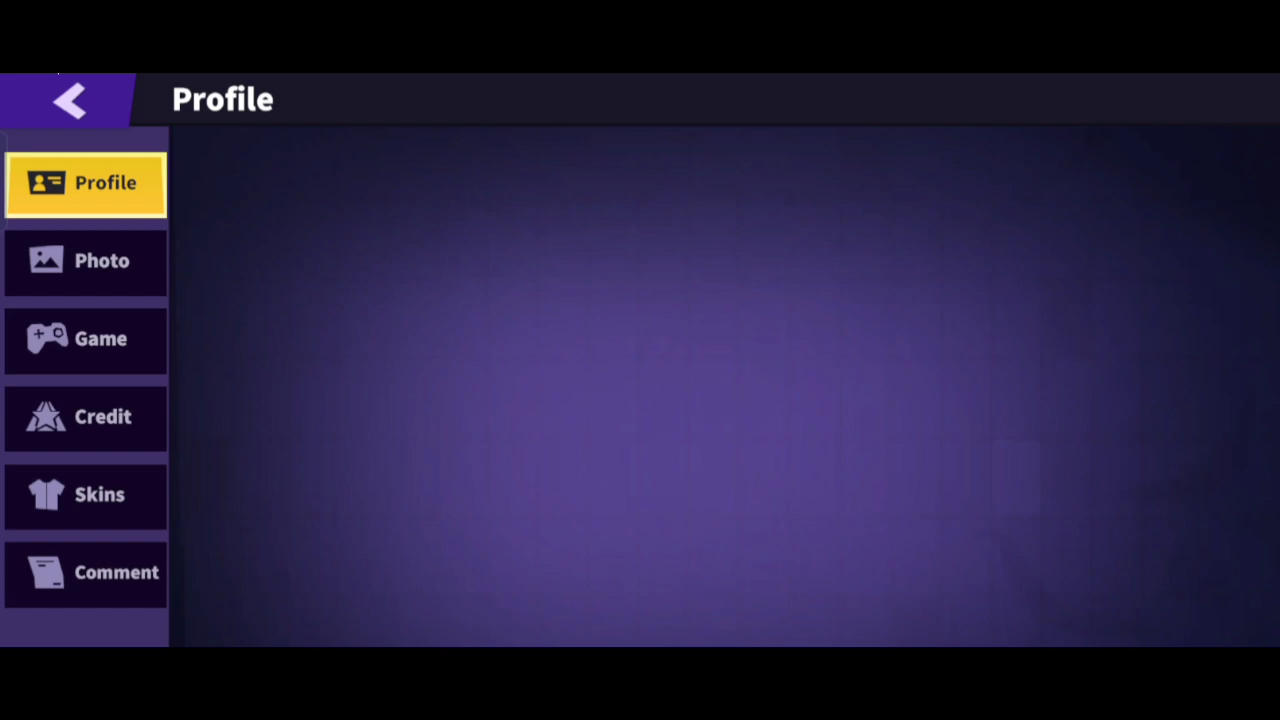 Profile
Profile
Photo
Game
Credit
Skins
Comment